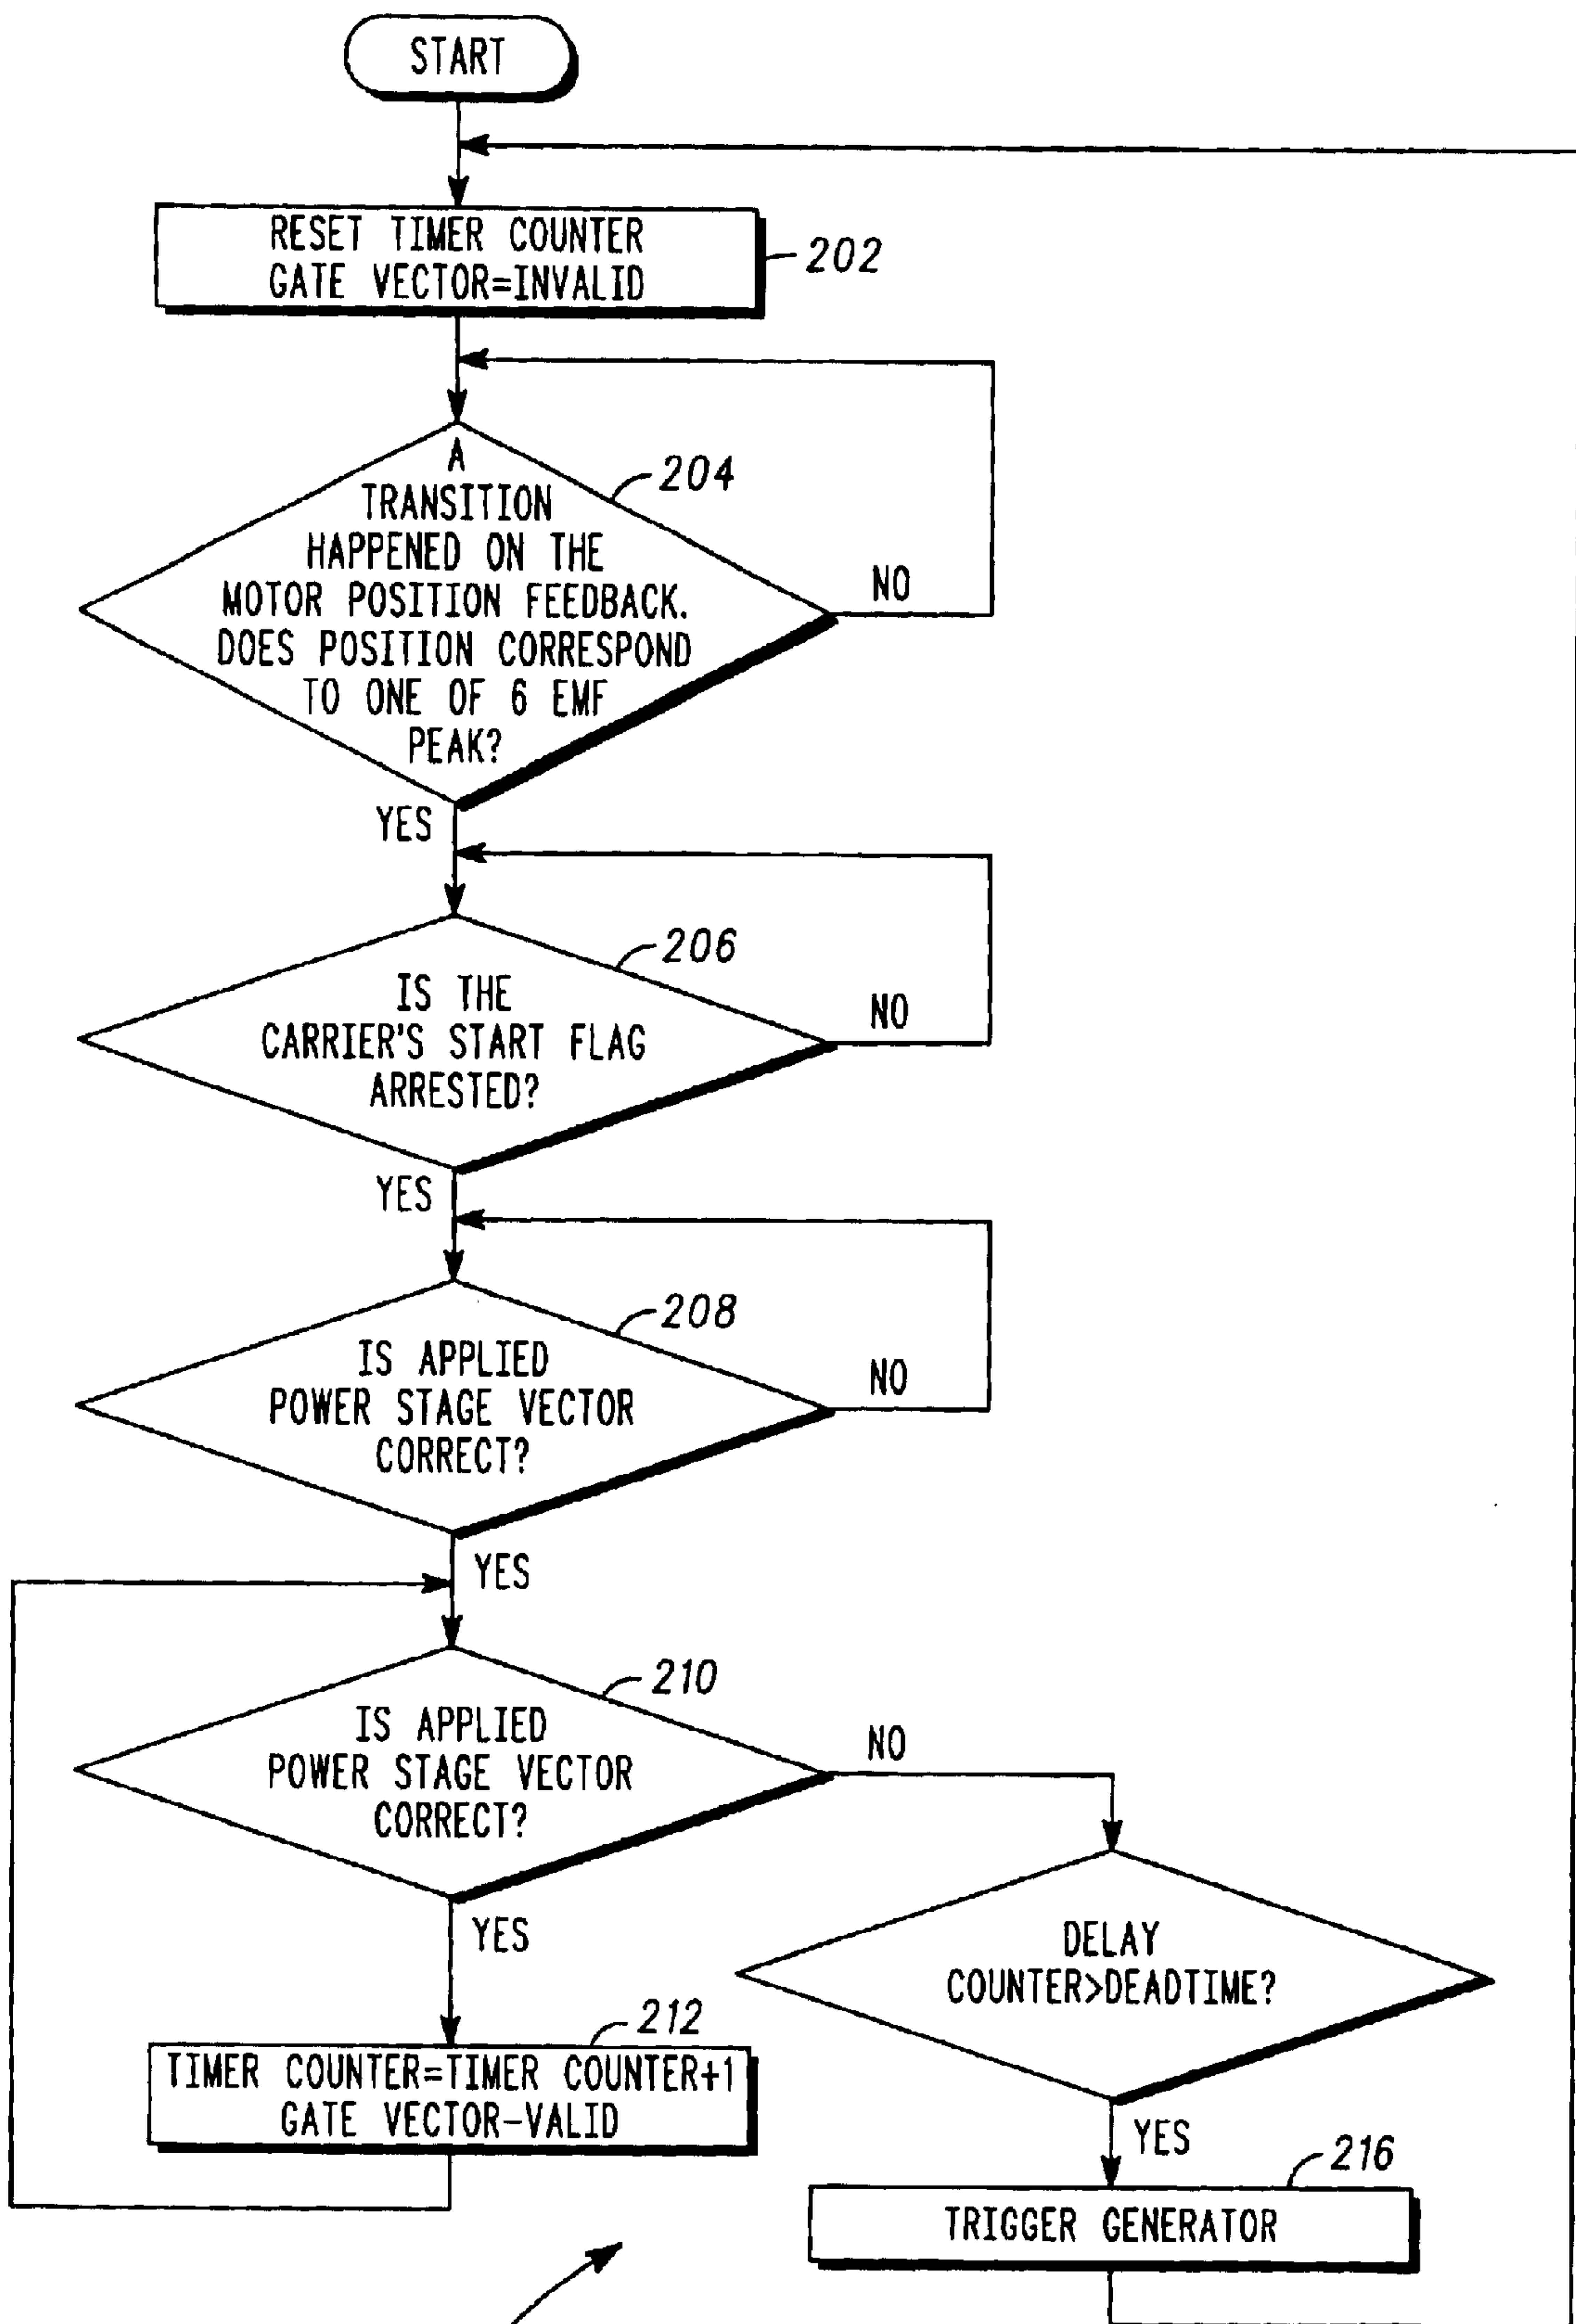 START
RESET TIMER COUNTER
GATE VECTOR=INVALID
202
A
TRANSITION
HAPPENED ON THE
MOTOR POSITION FEEDBACK.
DOES POSITION CORRESPOND
TO ONE OF 6 EMF
PEAK?
204
NO
YES
IS THE
CARRIER'S START FLAG
ARRESTED?
206
NO
YES
IS APPLIED
POWER STAGE VECTOR
CORRECT?
208
NO
YES
IS APPLIED
POWER STAGE VECTOR
CORRECT?
210
NO
YES
DELAY
COUNTER>DEADTIME?
212
TIMER COUNTER=TIMER COUNTER+1
GATE VECTOR-VALID
YES
216
TRIGGER GENERATOR